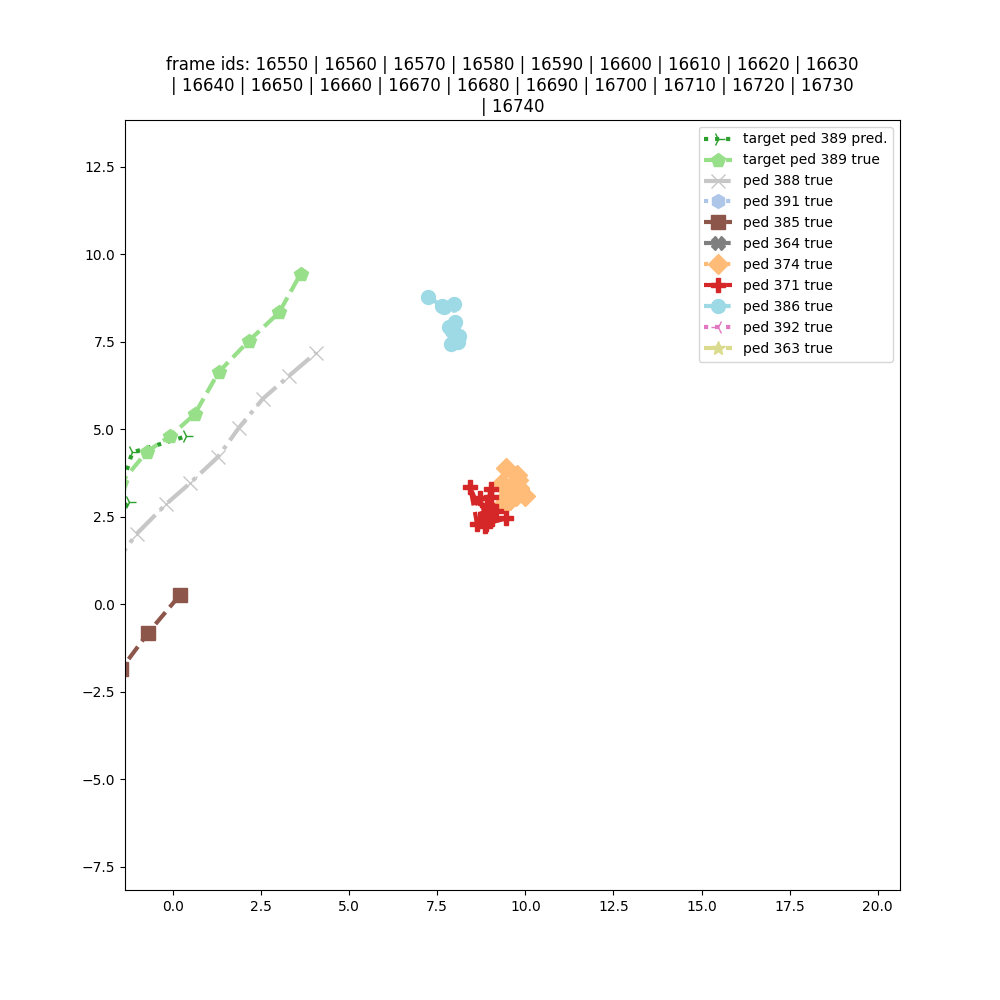 frame ids: 16550 | 16560 | 16570 | 16580 | 16590 | 16600 | 16610 | 16620 | 16630
| 16640 | 16650 | 16660 | 16670 | 16680 | 16690 | 16700 | 16710 | 16720 | 16730
| 16740
target ped 389 pred.
target ped 389 true
ped 388 true
ped 391 true
ped 385 true
ped 364 true
ped 374 true
ped 371 true
ped 386 true
ped 392 true
ped 363 true
12.5
10.0
7.5
5.0
2.5
0.0
−2.5
−5.0
−7.5
0.0 2.5 5.0 7.5 10.0 12.5 15.0 17.5 20.0